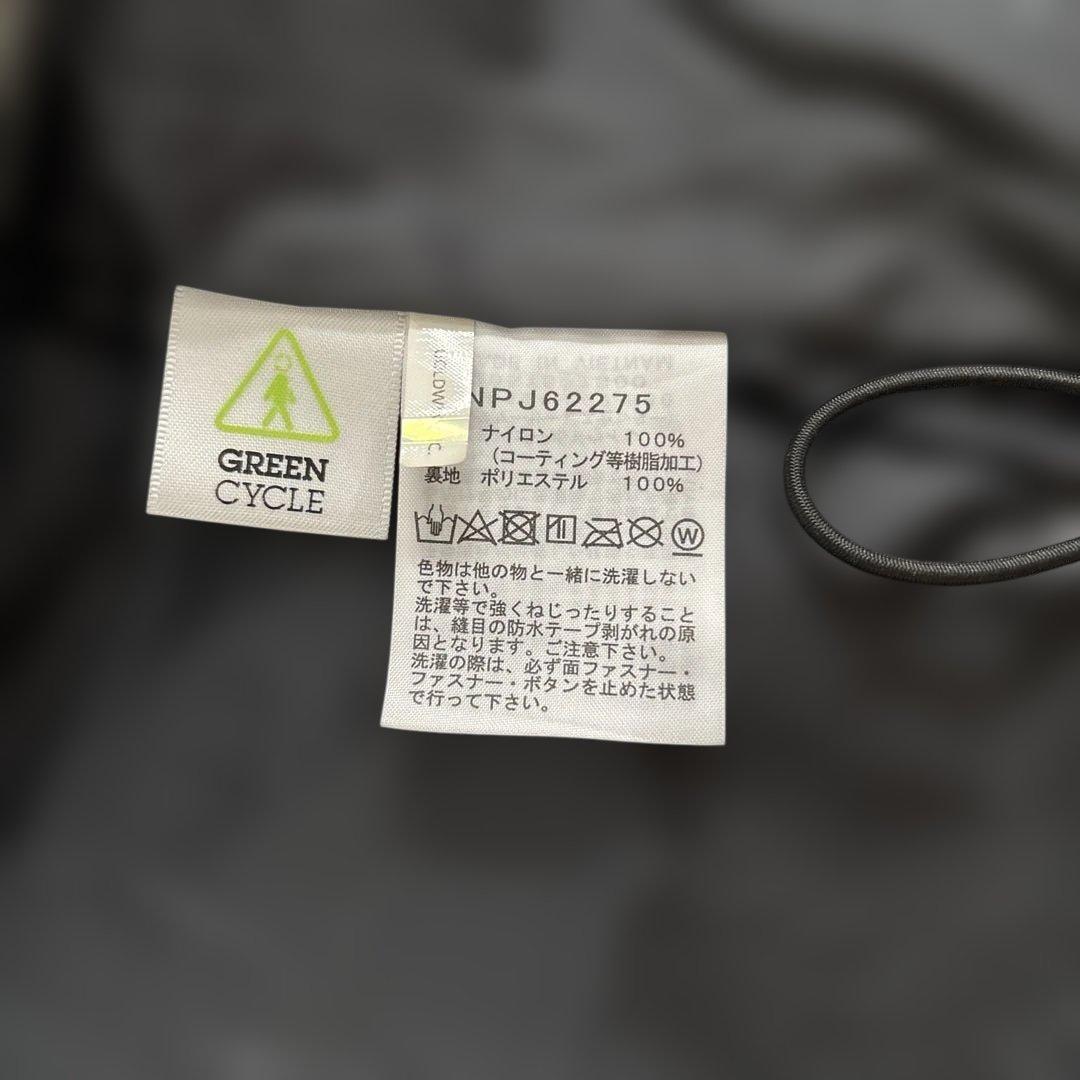 GREEN
CYCLE
NPJ62275
ナイロン 100%
(コーティング等樹脂加工)
裏地 ポリエステル 100%
W
色物は他の物と一緒に洗濯しない
で下さい。
洗濯等で強くねじったりすること
は、縫目の防水テープ剥がれの原
因となります。ご注意下さい。
洗濯の際は、必ず面ファスナー・
ファスナー・ボタンを止めた状態
で行って下さい。